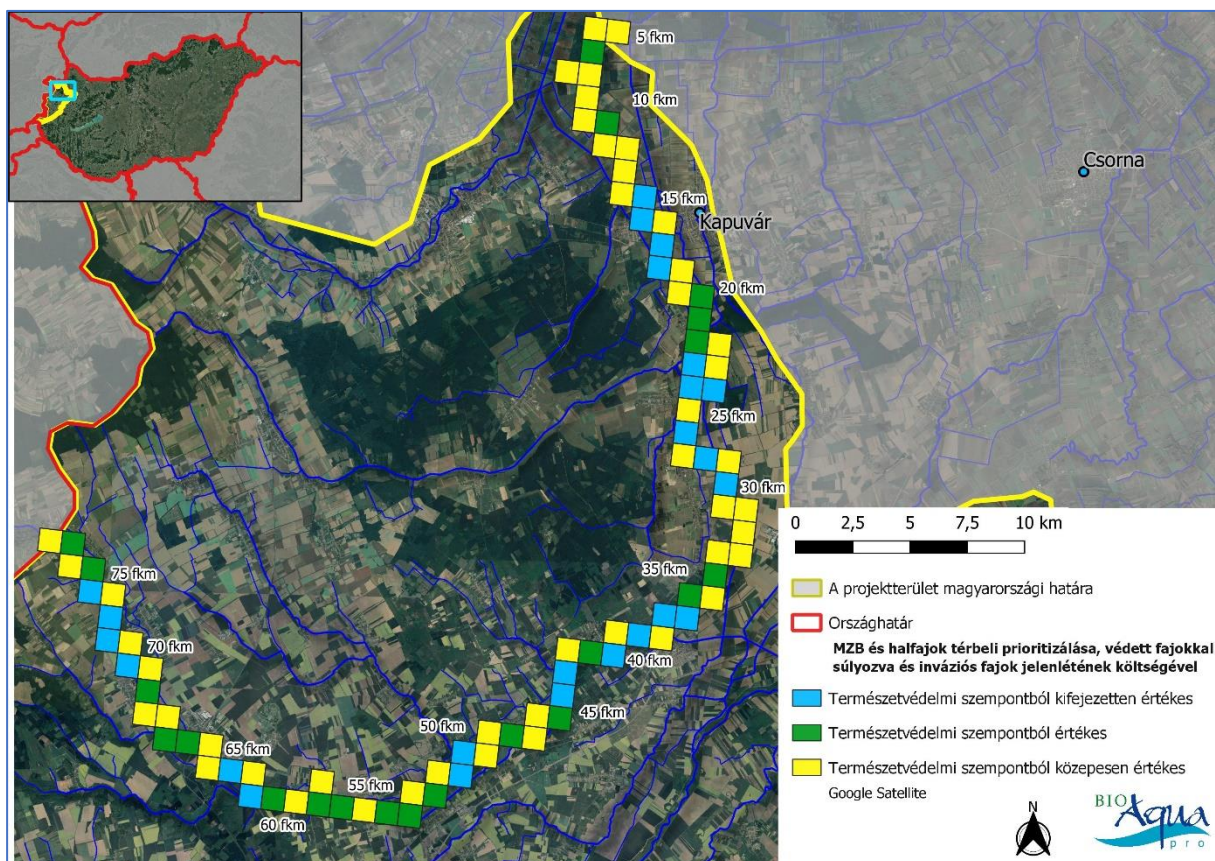 5 fkm
10 fkm
Csorna
15 fkm
Kapuvár
20 fkm
25 fkm
30 fkm
35 fkm
75 fkm
70 fkm
40 fkm
45 fkm
50 fkm
65 fkm
55 fkm
60 fkm
0 2,5 5 7,5 10 km
A projektterület magyarországi határa
Országhatár
MZB és halfajok térbeli prioritizálása, védett fajokkal
súlyozva és inváziós fajok jelenlétének költségével
Természetvédelmi szempontból kifejezetten értékes
Természetvédelmi szempontból értékes
Természetvédelmi szempontból közepesen értékes
Google Satellite
N
BIO
Aqua
pro